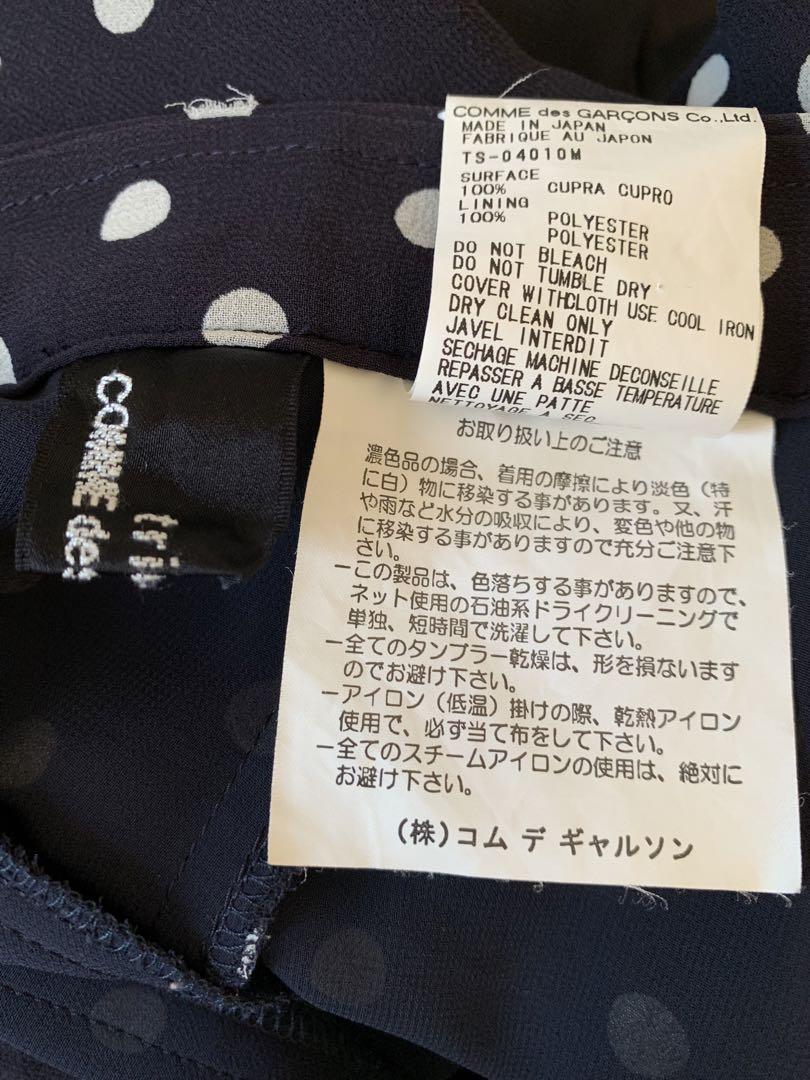 COMME des GARÇONS Co.,Ltd.
MADE IN JAPAN
FABRIQUE AU JAPON
TS-04010M
SURFACE
100% CUPRA CUPRO
LINING
100% POLYESTER
POLYESTER
DO NOT BLEACH
DO NOT TUMBLE DRY
COVER WITHCLOTH USE COOL IRON
DRY CLEAN ONLY
JAVEL INTERDIT
SECHAGE MACHINE DECONSEILLE
REPASSER A BASSE TEMPERATURE
AVEC UNE PATTE
NETTOYAGE A SEC
お取り扱い上のご注意
濃色品の場合、着用の摩擦により淡色（特
に白）物に移染する事があります。又、汗
や雨など水分の吸収により、変色や他の物
に移染する事がありますので充分ご注意下
さい。
－この製品は、色落ちする事がありますので、
ネット使用の石油系ドライクリーニングで
単独、短時間で洗濯して下さい。
－全てのタンブラー乾燥は、形を損ないます
のでお避け下さい。
－アイロン（低温）掛けの際、乾熱アイロン
使用で、必ず当て布をして下さい。
－全てのスチームアイロンの使用は、絶対に
お避け下さい。
（株）コム デ ギャルソン
COMME des